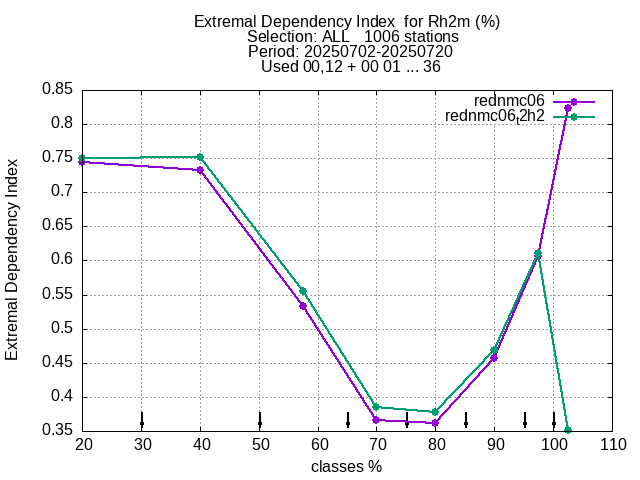 Extremal Dependency Index  for Rh2m (%)
Selection: ALL   1006 stations
Period: 20250702-20250720
Used 00,12 + 00 01 ... 36
rednmc06
rednmc06,2h2
0.85
0.8
0.75
0.7
0.65
0.6
0.55
0.5
0.45
0.4
0.35
Extremal Dependency Index
20 30 40 50 60 70 80 90 100 110
classes %